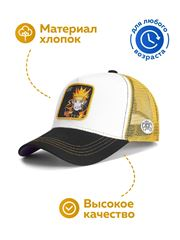 Материал
хлопок
для любого
возраста
Высокое
качество